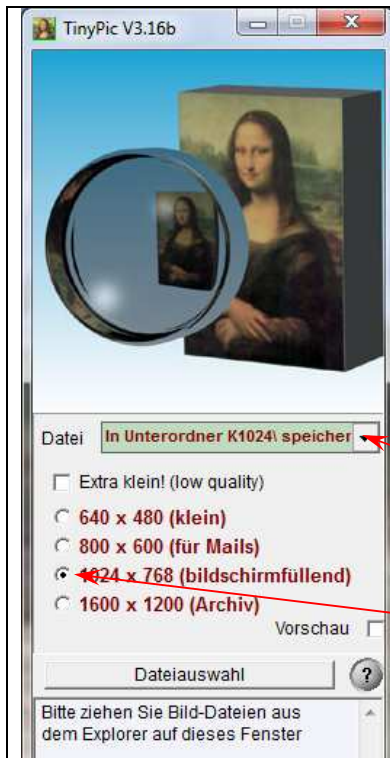 TinyPic V3.16b
Datei In Unterordner K1024\ speicher
Extra klein! (low quality)
640 x 480 (klein)
800 x 600 (für Mails)
1024 x 768 (bildschirmfüllend)
1600 x 1200 (Archiv)
Vorschau
Dateiauswahl ?
Bitte ziehen Sie Bild-Dateien aus
dem Explorer auf dieses Fenster